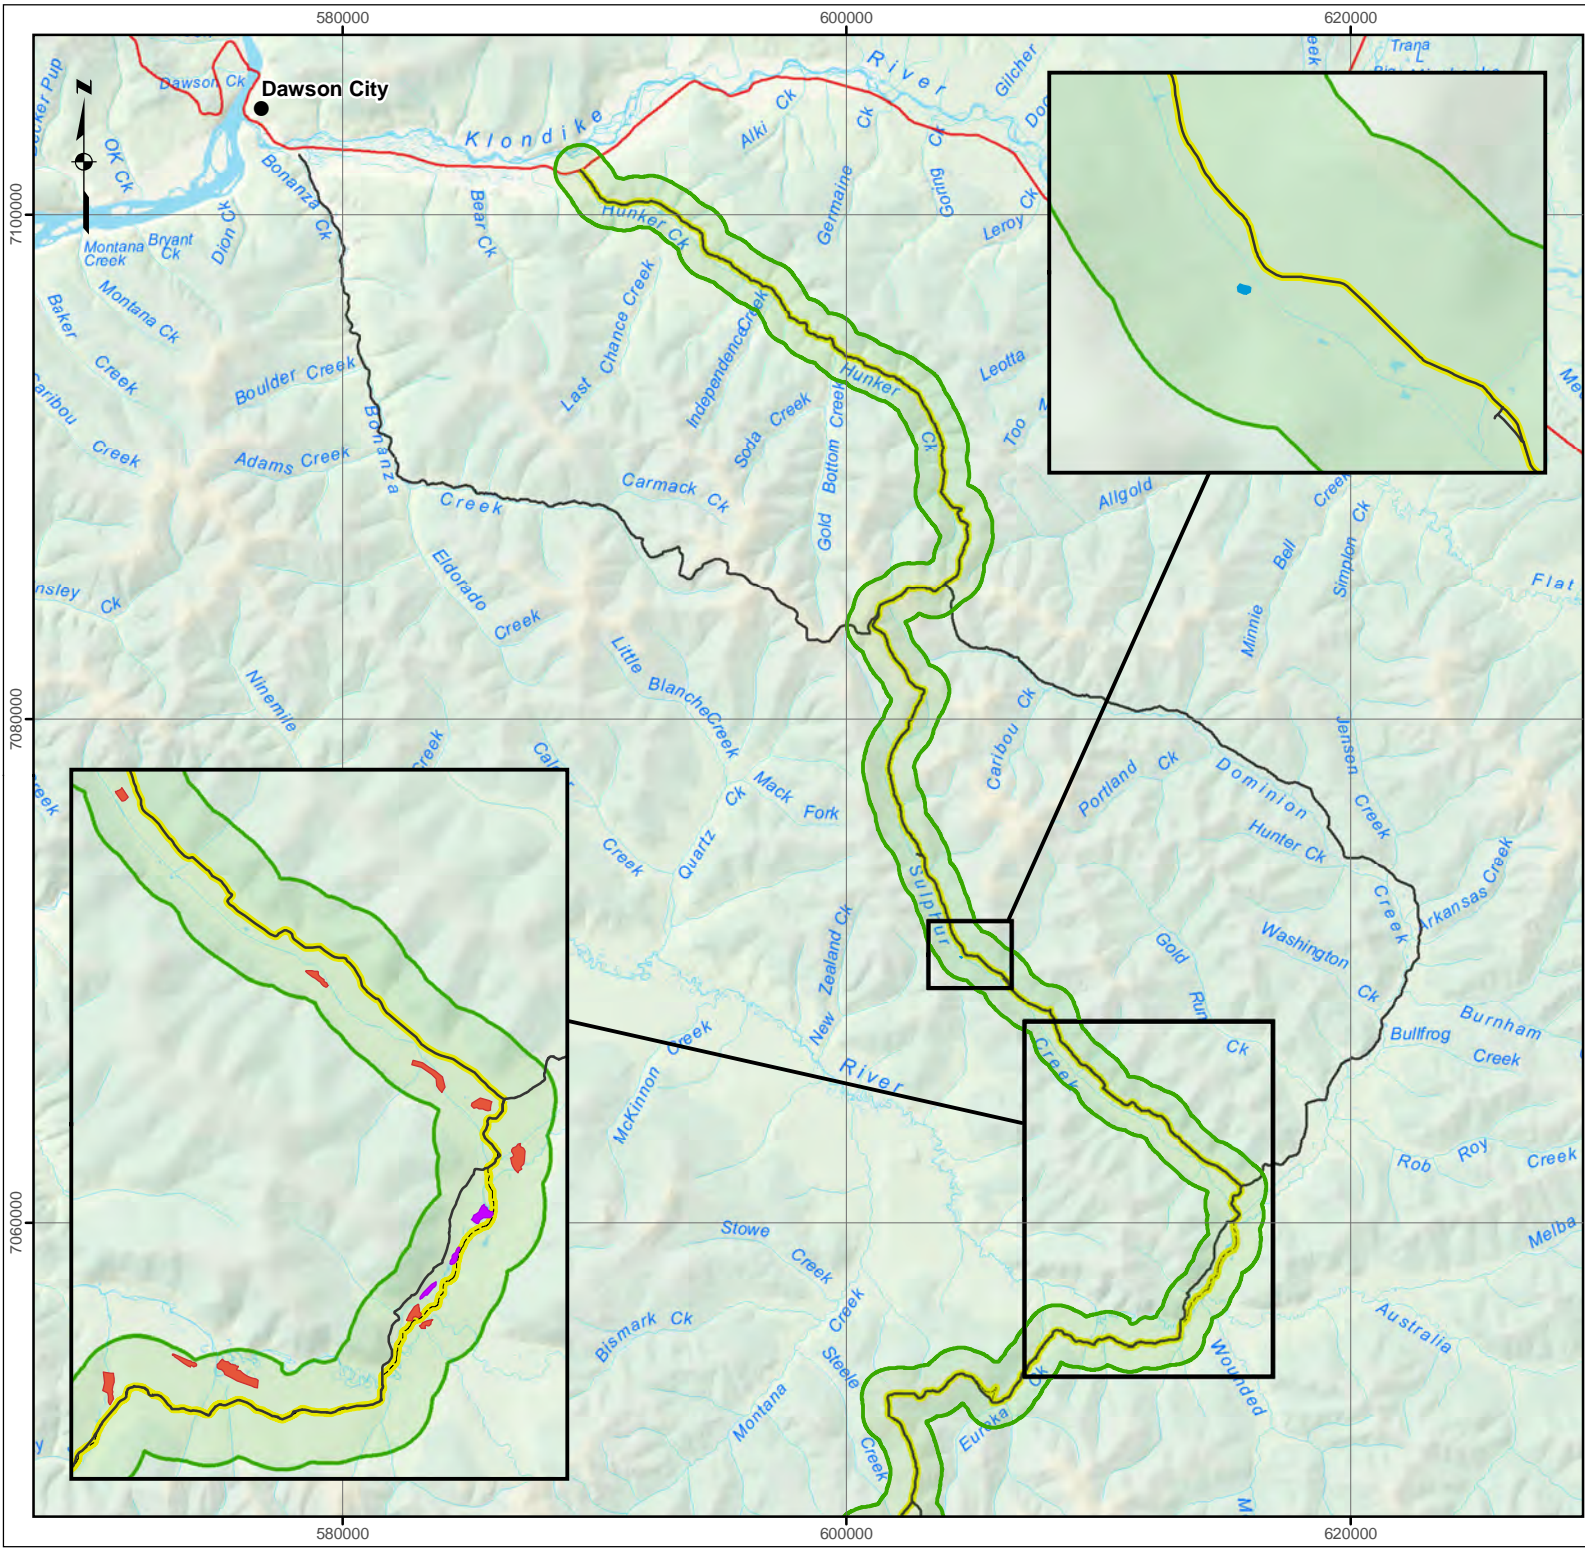 580000
600000
620000
7100000
7080000
7060000
580000
600000
620000
Dawson City
Dawson Ck
Klondike
River
Gilcher
Trana
L
OK Ck
Bonanza Ck
Dion Ck
Bryant
Ck
Montana
Creek
Montana Ck
Baker
Creek
Boulder Creek
Creek
Adams Creek
Bonanza
Creek
Bear Ck
Hunker Ck
Alki Ck
Ck
Ck
Germaine
Goring
Leroy Ck
Last Chance Creek
Independence Creek
Soda Creek
Gold Bottom Creek
Hunker
Ck
Leotta
Too
Carmack Ck
Allgold
Creek
Bell
Minnie
Simplon Ck
Flat
Ck
Eldorado
Creek
Ninemile
Creek
Little
Blanche
Creek
Mack
Fork
Quartz
Ck
Creek
Caribou Ck
Portland Ck
Dominion
Creek
Jensen
Creek
Hunter Ck
Arkansas Creek
Washington
Ck
Gold
Run
Ck
Burnham
Creek
Bullfrog
Sulphur
Creek
New Zealand Ck
McKinnon Creek
River
Rob Roy Creek
Melba
Australia
Stowe
Creek
Bismark Ck
Creek
Steele
Montana
Creek
Eureka Ck
Wounded
M